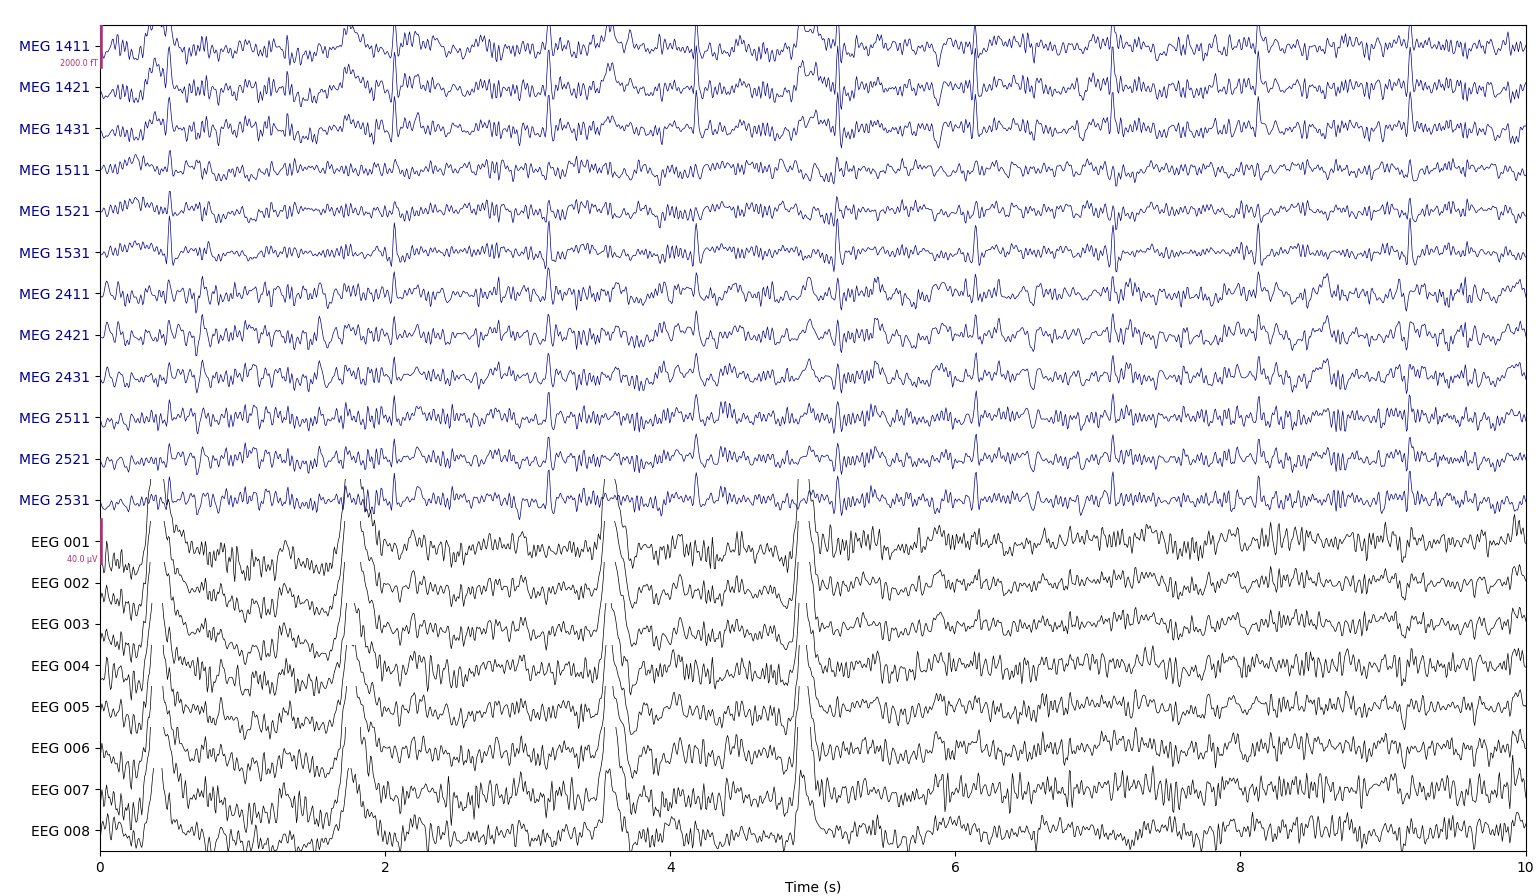 MEG 1411
2000.0 fT
MEG 1421
MEG 1431
MEG 1511
MEG 1521
MEG 1531
MEG 2411
MEG 2421
MEG 2431
MEG 2511
MEG 2521
MEG 2531
EEG 001
40.0 µV
EEG 002
EEG 003
EEG 004
EEG 005
EEG 006
EEG 007
EEG 008
0 2 4 6 8 10
Time (s)